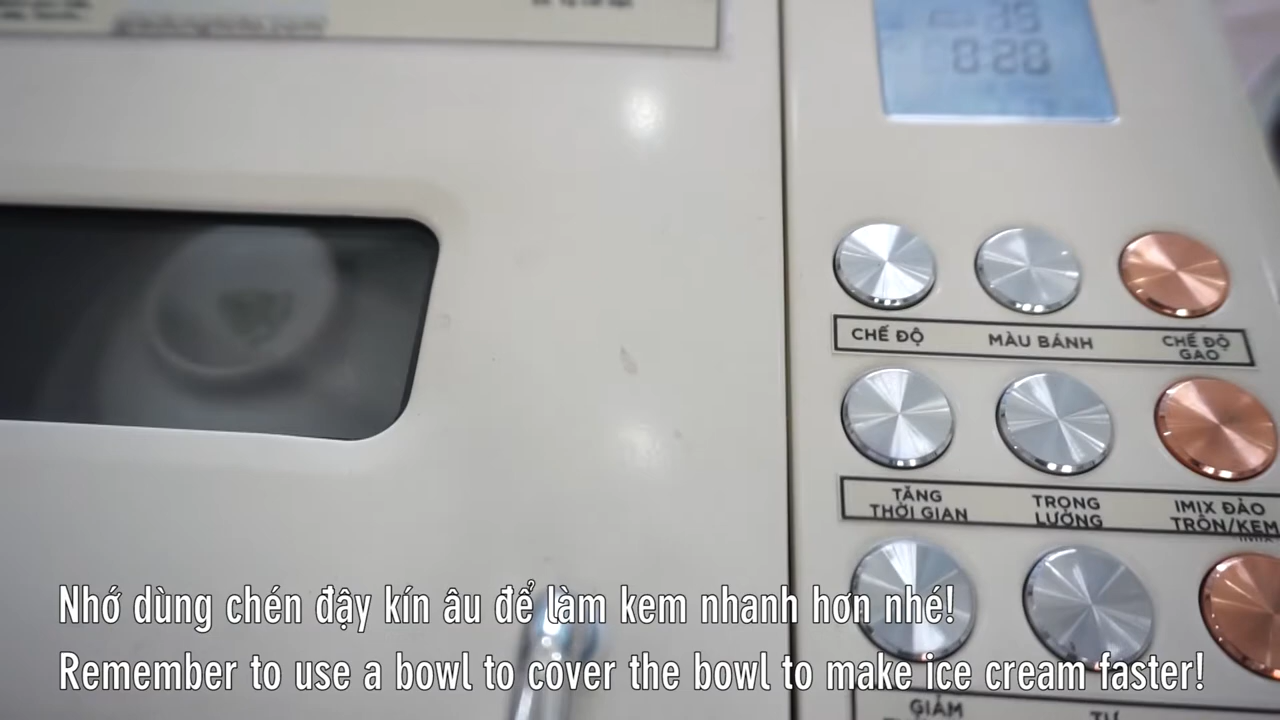 8:28
CHẾ ĐỘ
MÀU BÁNH
CHẾ ĐỘ
GẠO
TĂNG
THỜI GIAN
TRỌNG
LƯỢNG
IMIX ĐẢO
TRỘN/KEM
Nhớ dùng chén đậy kín âu để làm kem nhanh hơn nhé!
Remember to use a bowl to cover the bowl to make ice cream faster!
GIẢM